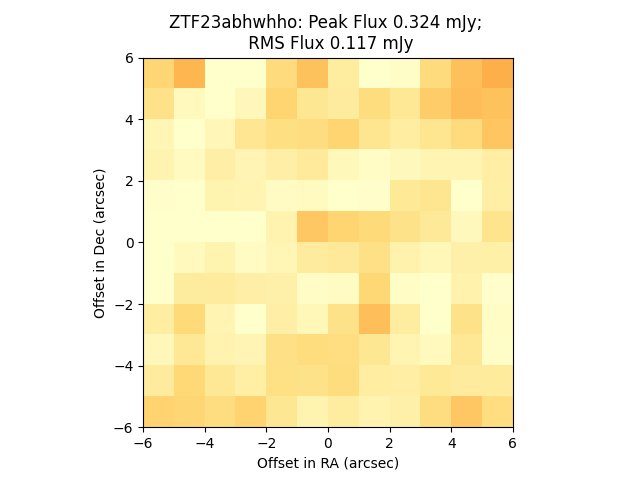 ZTF23abhwhho: Peak Flux 0.324 mJy;
RMS Flux 0.117 mJy
6
4
2
0
−2
−4
−6
Offset in Dec (arcsec)
−6 −4 −2 0 2 4 6
Offset in RA (arcsec)